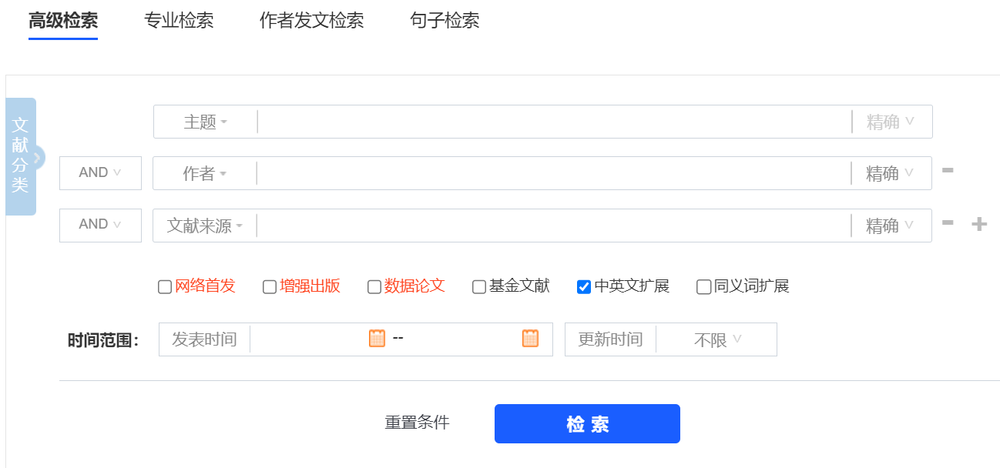 高级检索 专业检索 作者发文检索 句子检索
文献分类
主题 精确
AND 作者 精确
AND 文献来源 精确
网络首发 增强出版 数据论文 基金文献 中英文扩展 同义词扩展
时间范围： 发表时间 -- 更新时间 不限
重置条件 检索